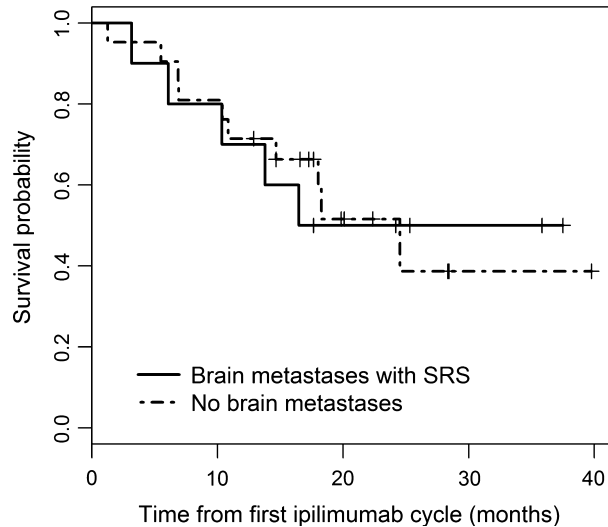 Survival probability
1.0
0.8
0.6
0.4
0.2
0.0
Brain metastases with SRS
No brain metastases
0 10 20 30 40
Time from first ipilimumab cycle (months)